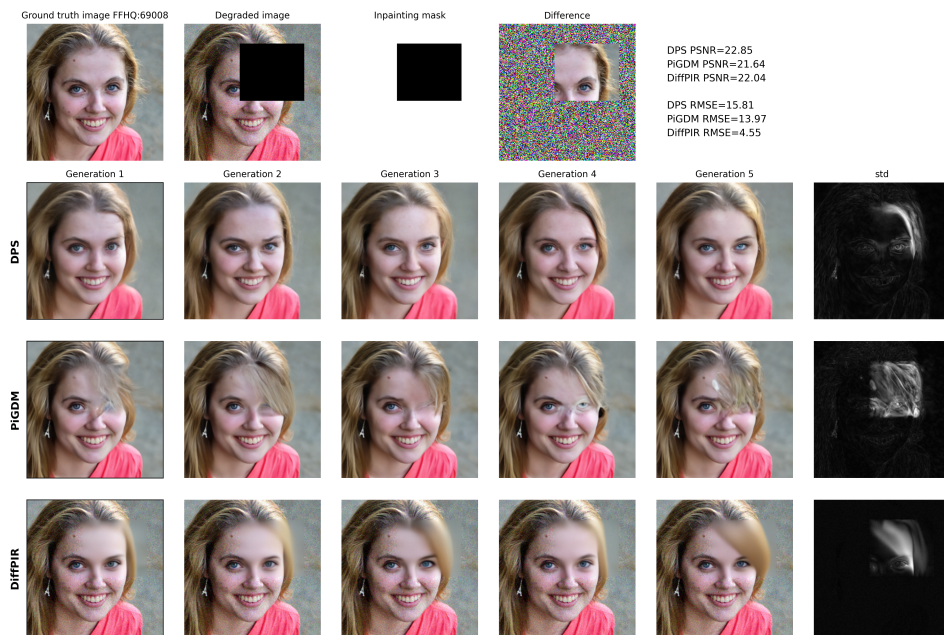 Ground truth image FFHQ:69008
Degraded image
Inpainting mask
Difference
DPS PSNR=22.85
PiGDM PSNR=21.64
DiffPIR PSNR=22.04
DPS RMSE=15.81
PiGDM RMSE=13.97
DiffPIR RMSE=4.55
Generation 1
Generation 2
Generation 3
Generation 4
Generation 5
std
DPS
PiGDM
DiffPIR